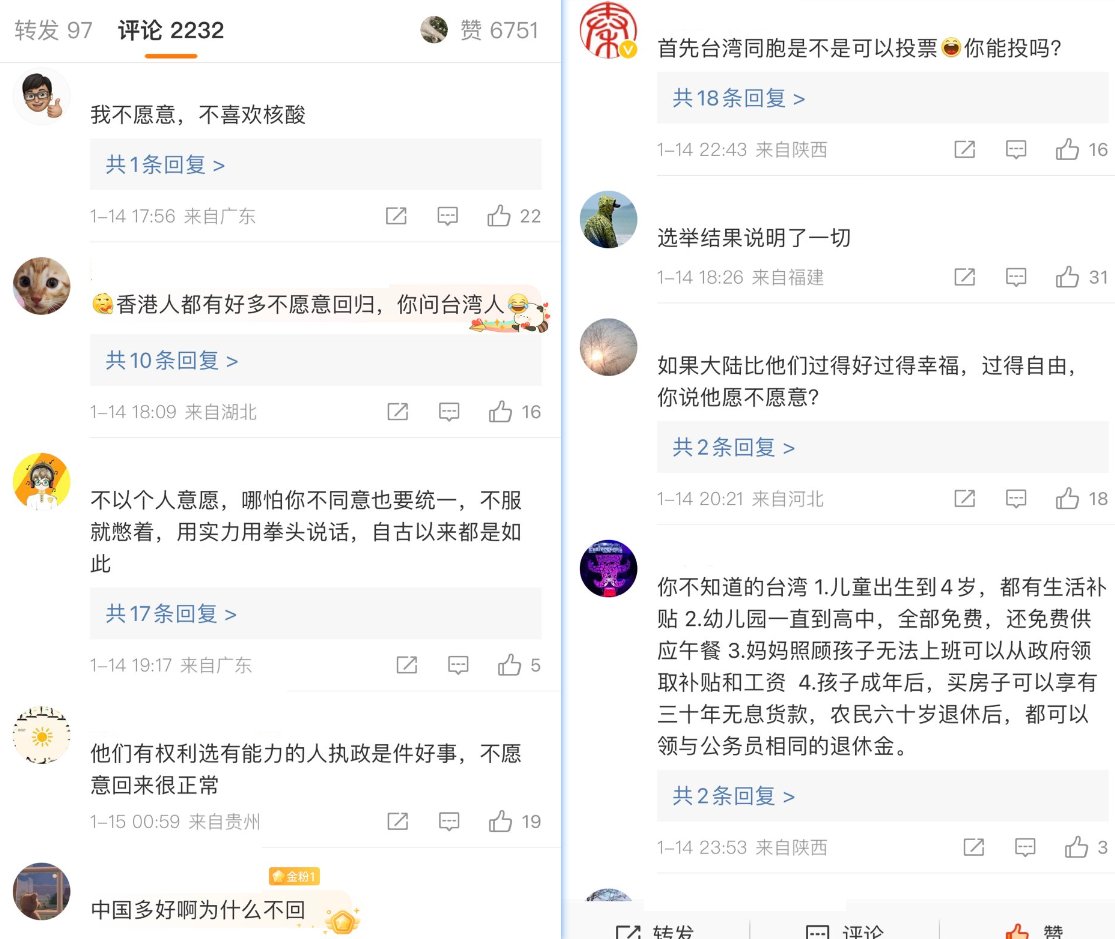 转发 97 评论 2232 赞 6751
我不愿意，不喜欢核酸
共1条回复 >
1-14 17:56 来自广东 22
香港人都有好多不愿意回归，你问台湾人
共10条回复 >
1-14 18:09 来自湖北 16
不以个人意愿，哪怕你不同意也要统一，不服
就憋着，用实力用拳头说话，自古以来都是如
此
共17条回复 >
1-14 19:17 来自广东 5
他们有权利选有能力的人执政是件好事，不愿
意回来很正常
1-15 00:59 来自贵州 19
金粉1
中国多好啊为什么不回
首先台湾同胞是不是可以投票😆你能投吗?
共18条回复 >
1-14 22:43 来自陕西 16
选举结果说明了一切
1-14 18:26 来自福建 31
如果大陆比他们过得好过得幸福，过得自由，
你说他愿不愿意?
共2条回复 >
1-14 20:21 来自河北 18
你不知道的台湾 1.儿童出生到4岁，都有生活补
贴 2.幼儿园一直到高中，全部免费，还免费供
应午餐 3.妈妈照顾孩子无法上班可以从政府领
取补贴和工资 4.孩子成年后，买房子可以享有
三十年无息贷款，农民六十岁退休后，都可以
领与公务员相同的退休金。
共2条回复 >
1-14 23:53 来自陕西 3
转发 评论 赞